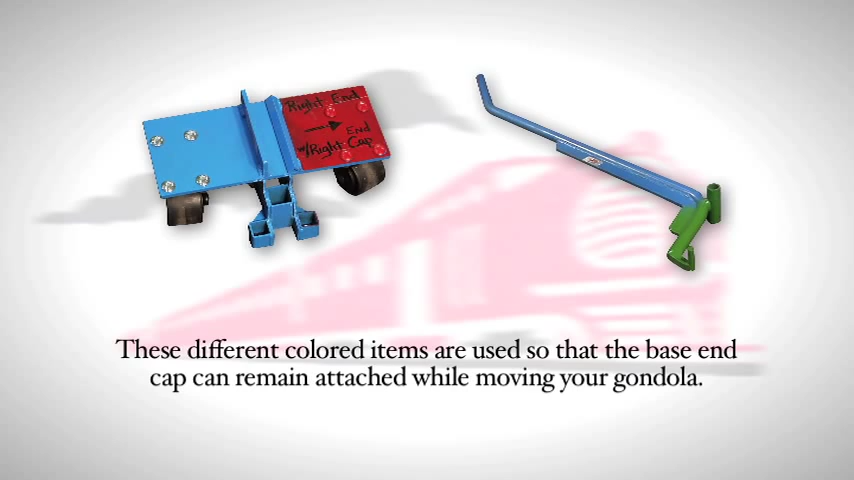 Right End
End
w/Right Cap
These different colored items are used so that the base end
cap can remain attached while moving your gondola.